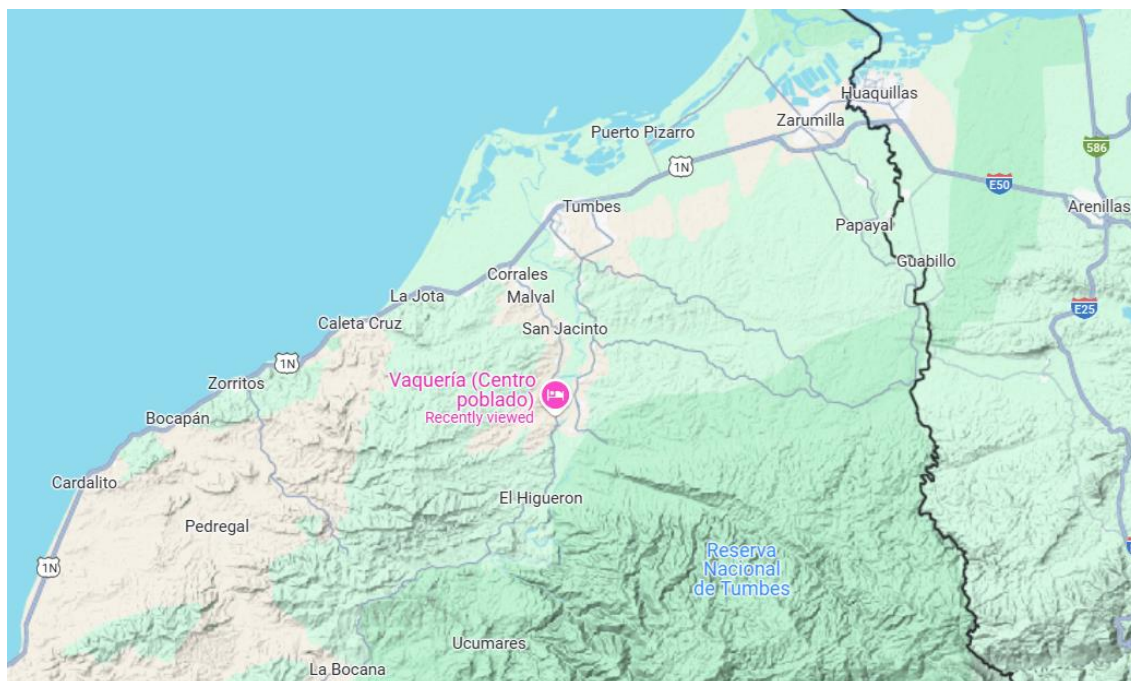 Huaquillas
Zarumilla
Puerto Pizarro
586
1N
E50
Arenillas
Tumbes
Papayal
Guabillo
Corrales
Malval
La Jota
E25
Caleta Cruz
San Jacinto
1N
Zorritos
Vaquería (Centro
poblado)
Recently viewed
Bocapán
Cardalito
El Higueron
Pedregal
Reserva
Nacional
de Tumbes
1N
Ucumares
La Bocana